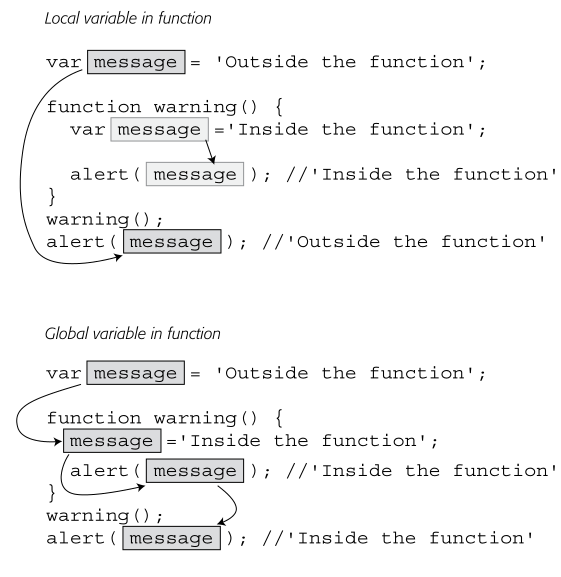 Local variable in function
var message = 'Outside the function';
function warning() {
var message ='Inside the function';
alert( message ); //'Inside the function'
}
warning();
alert( message ); //'Outside the function'
Global variable in function
var message = 'Outside the function';
function warning() {
message ='Inside the function';
alert( message ); //'Inside the function'
}
warning();
alert( message ); //'Inside the function'